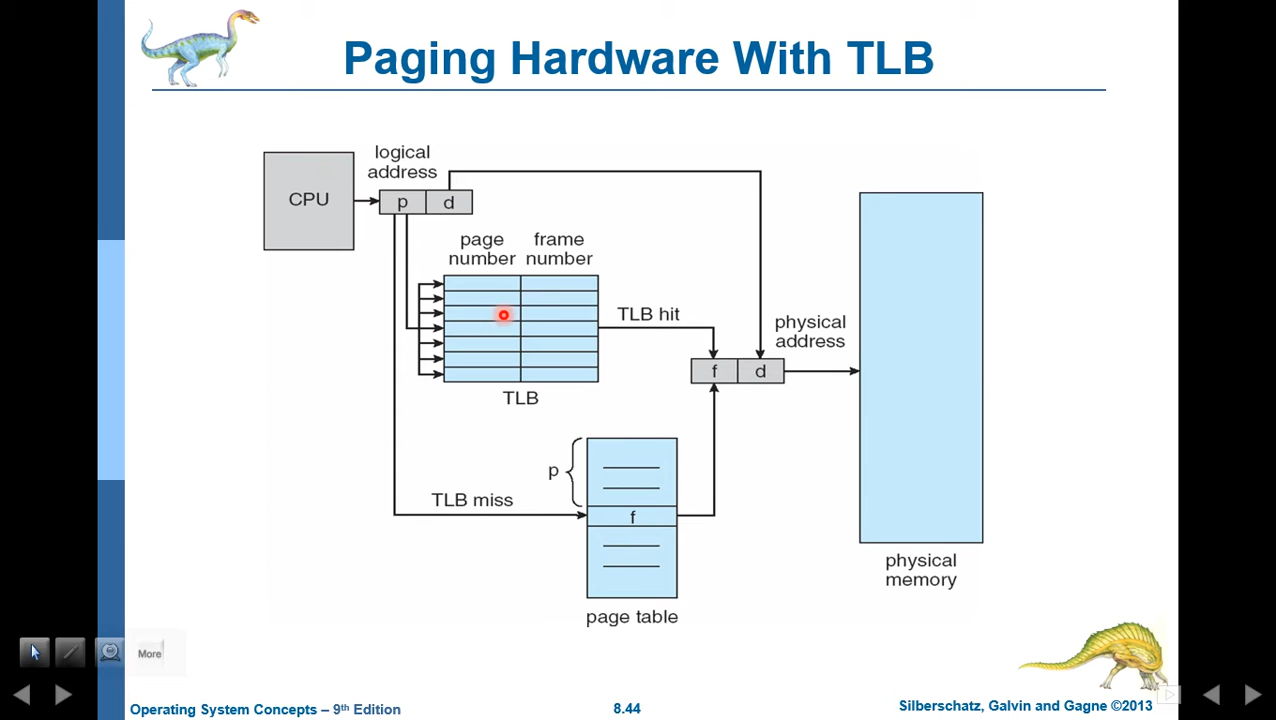 Paging Hardware With TLB
logical
address
CPU
p
d
page
number
frame
number
TLB hit
physical
address
f
d
TLB
p
TLB miss
f
page table
physical
memory
More
Operating System Concepts – 9th Edition
8.44
Silberschatz, Galvin and Gagne ©2013